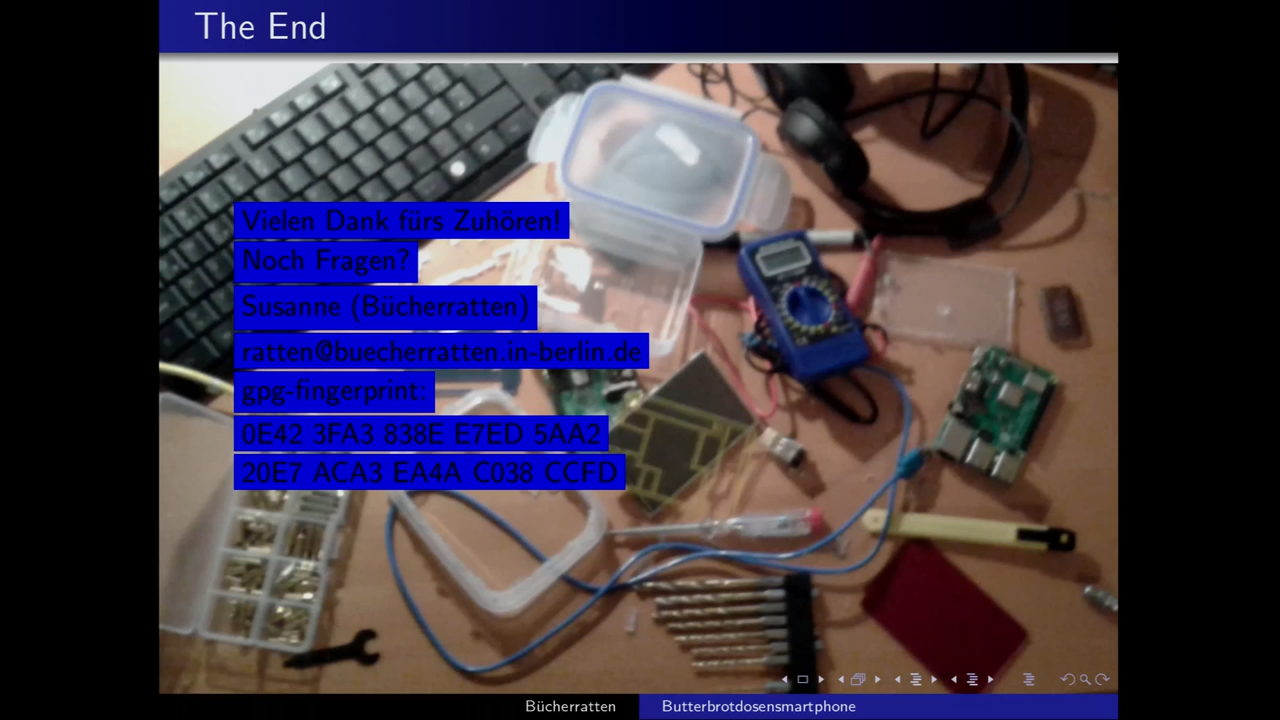 The End
Vielen Dank fürs Zuhören!
Noch Fragen?
Susanne (Bücherratten)
ratten@buecherratten.in-berlin.de
gpg-fingerprint:
0E42 3FA3 838E E7ED 5AA2
20E7 ACA3 EA4A C038 CCFD
Bücherratten
Butterbrotdosensmartphone